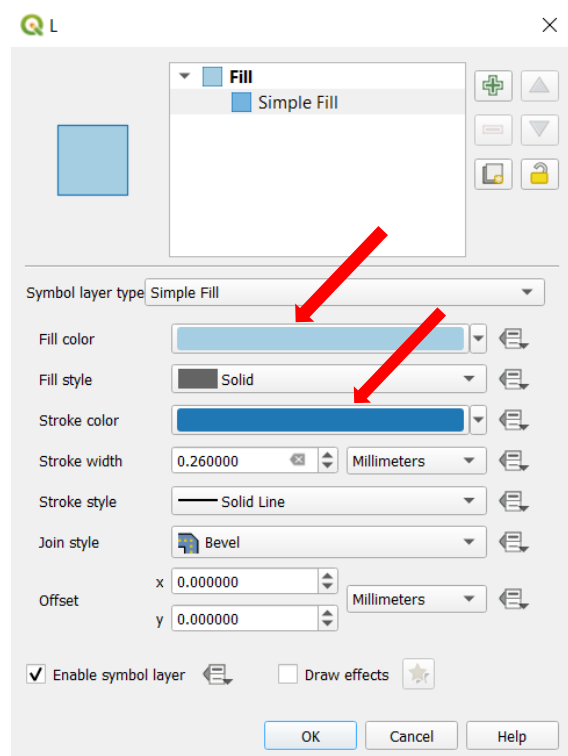 L
Fill
Simple Fill
Symbol layer type Simple Fill
Fill color
Fill style Solid
Stroke color
Stroke width 0.260000 Millimeters
Stroke style Solid Line
Join style Bevel
x 0.000000
Offset Millimeters
y 0.000000
Enable symbol layer Draw effects
OK Cancel Help